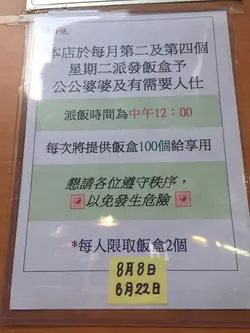 本店於每月第二及第四個
星期二派發飯盒予
公公婆婆及有需要人仕
派飯時間為中午12：00
每次將提供飯盒100個給享用
懇請各位遵守秩序，
以免發生危險
*每人限取飯盒2個
8月8日
8月22日